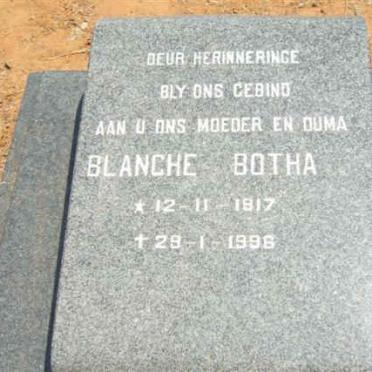 DEUR HERINNERINGE
BLY ONS GEBIND
AAN U ONS MOEDER EN OUMA
BLANCHE BOTHA
* 12-11-1917
† 29-1-1996